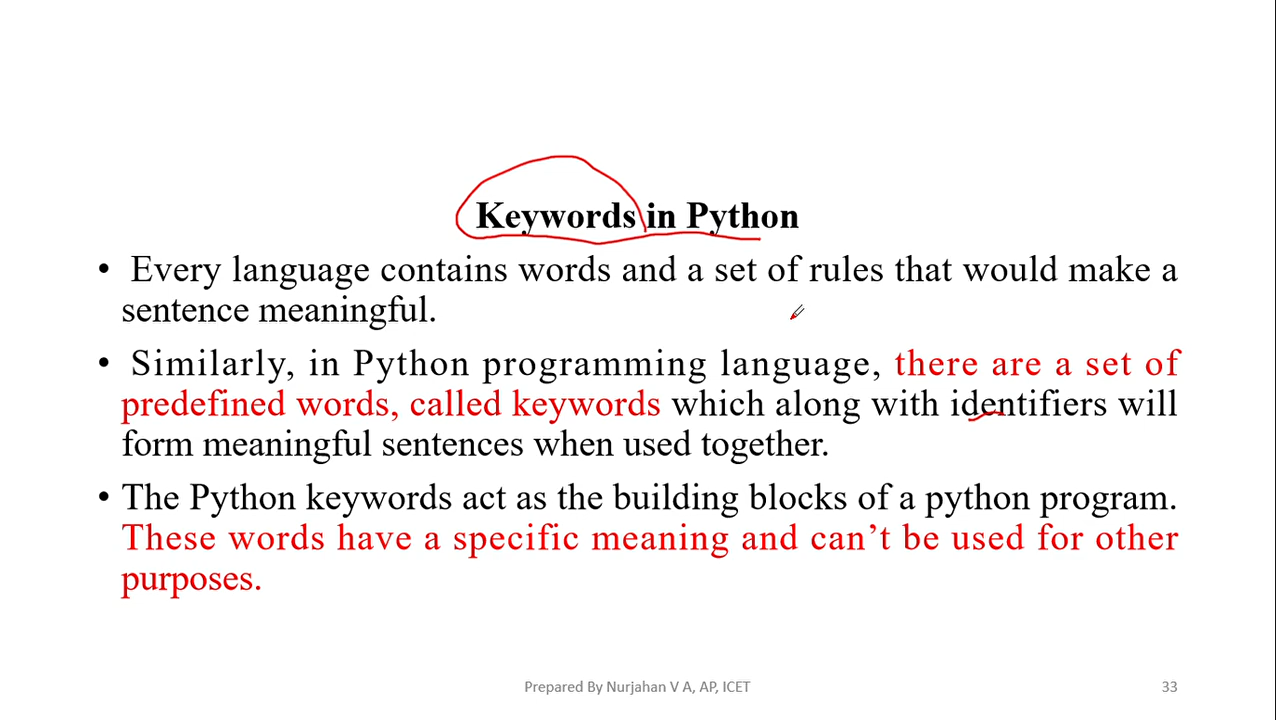 Keywords in Python
• Every language contains words and a set of rules that would make a
sentence meaningful.
• Similarly, in Python programming language, there are a set of
predefined words, called keywords which along with identifiers will
form meaningful sentences when used together.
• The Python keywords act as the building blocks of a python program.
These words have a specific meaning and can’t be used for other
purposes.
Prepared By Nurjahan V A, AP, ICET 33